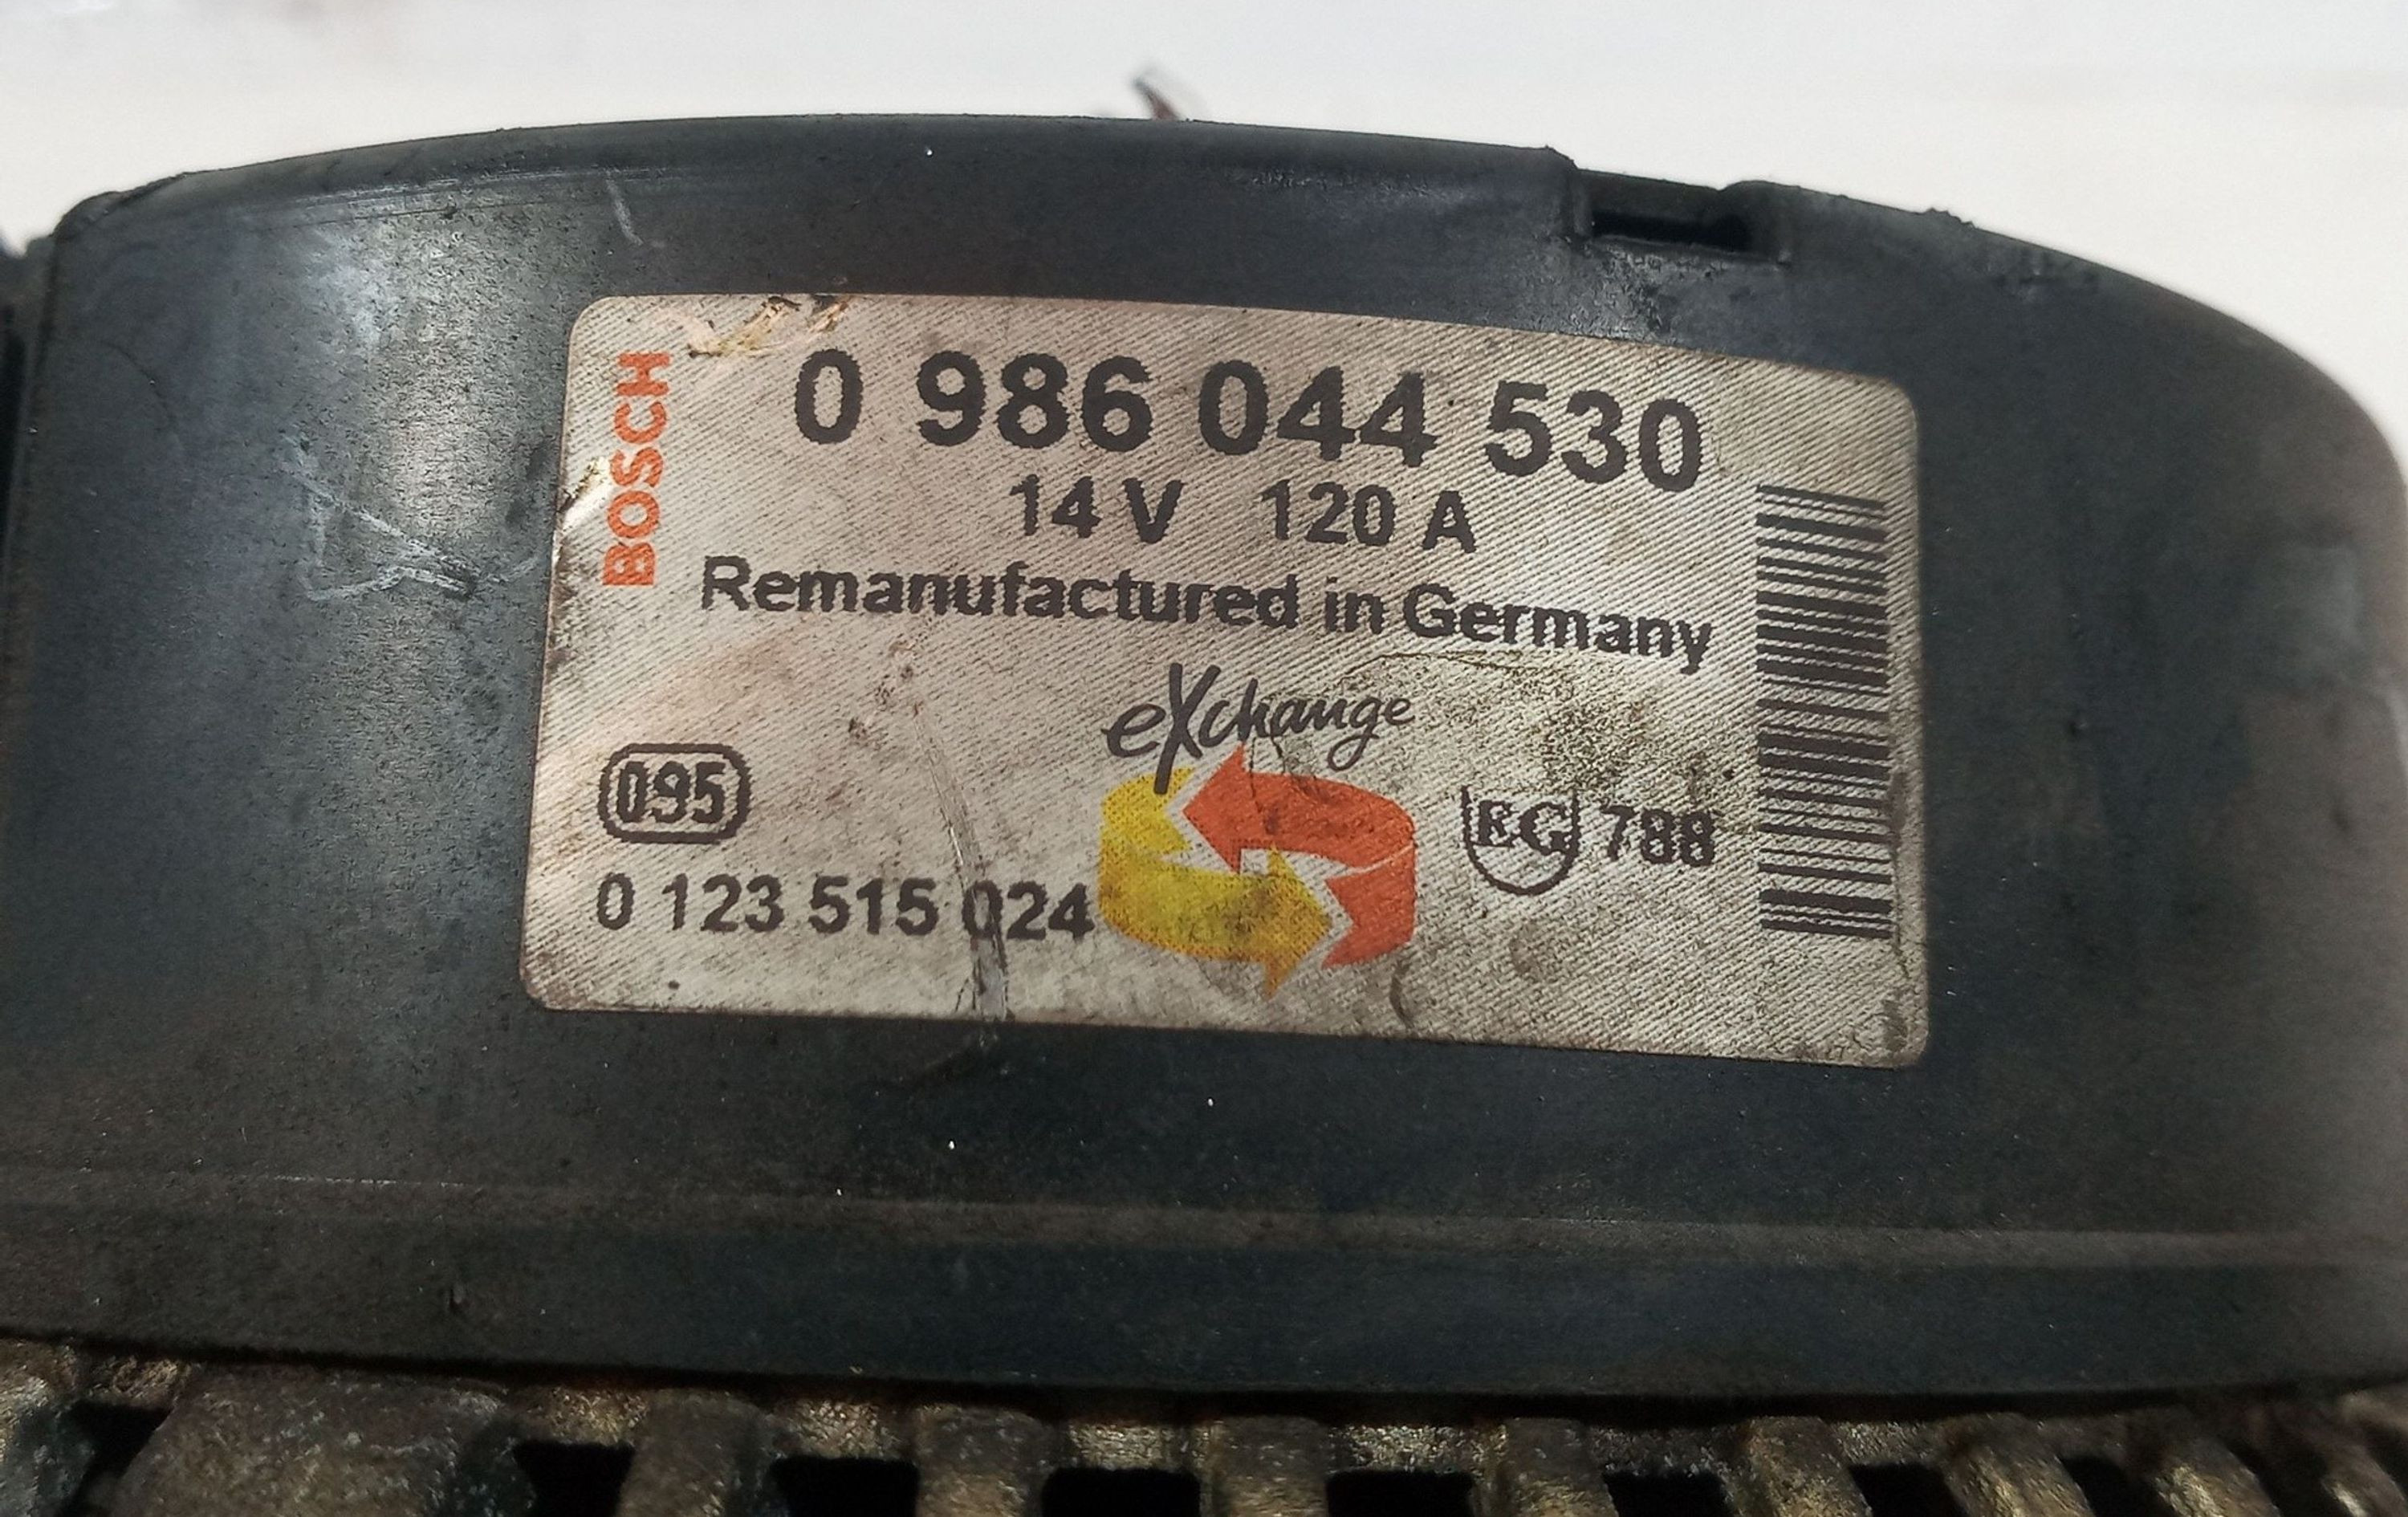 BOSCH
0 986 044 530
14 V 120 A
Remanufactured in Germany
eXchange
095
EG 788
0 123 515 024